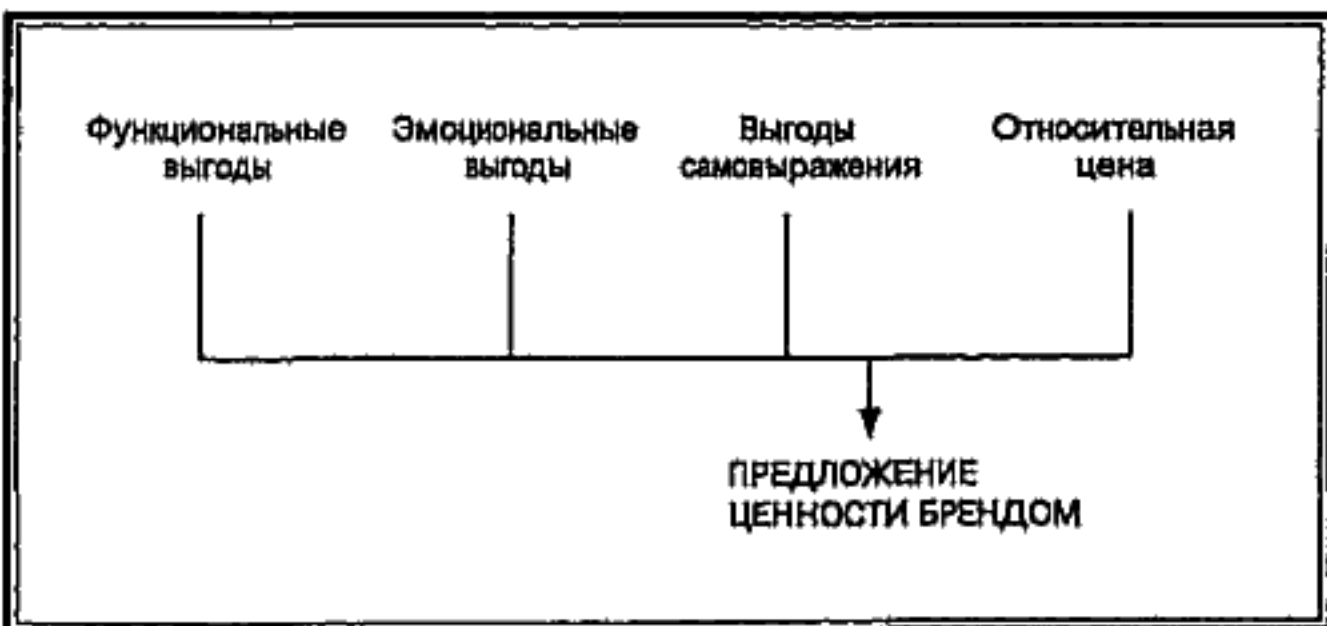 Функциональные
выгоды
Эмоциональные
выгоды
Выгоды
самовыражения
Относительная
цена
ПРЕДЛОЖЕНИЕ
ЦЕННОСТИ БРЕНДОМ